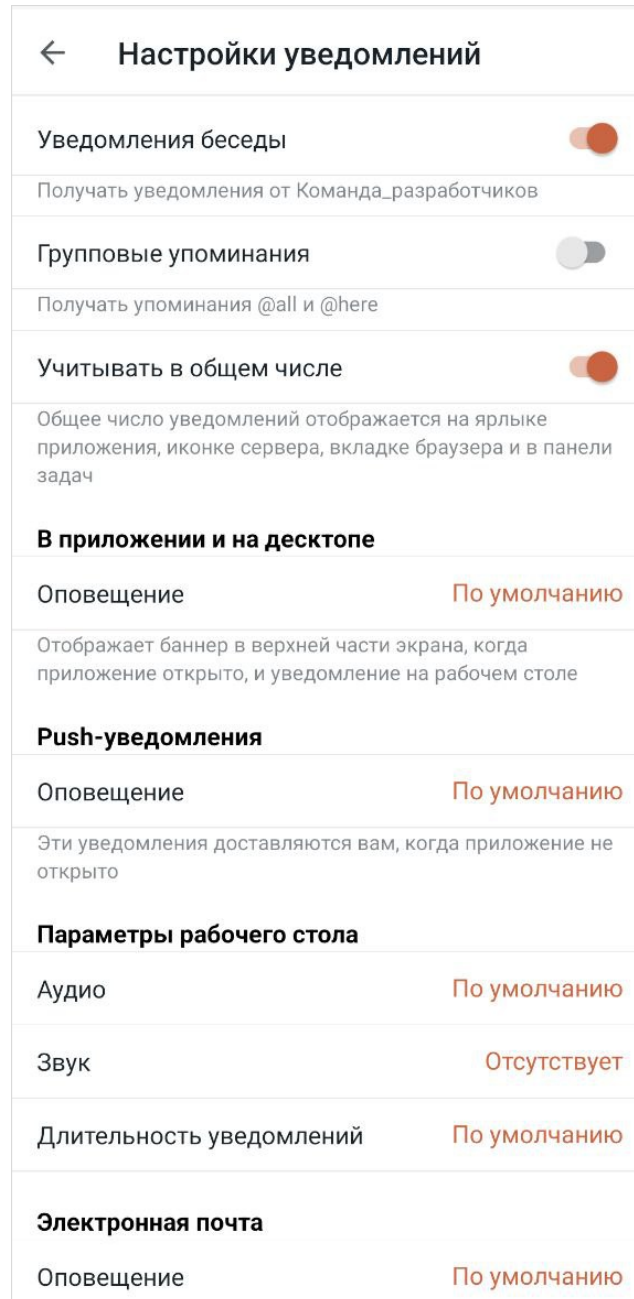 Настройки уведомлений
Уведомления беседы
Получать уведомления от Команда_разработчиков
Групповые упоминания
Получать упоминания @all и @here
Учитывать в общем числе
Общее число уведомлений отображается на ярлыке
приложения, иконке сервера, вкладке браузера и в панели
задач
В приложении и на десктопе
Оповещение По умолчанию
Отображает баннер в верхней части экрана, когда
приложение открыто, и уведомление на рабочем столе
Push-уведомления
Оповещение По умолчанию
Эти уведомления доставляются вам, когда приложение не
открыто
Параметры рабочего стола
Аудио По умолчанию
Звук Отсутствует
Длительность уведомлений По умолчанию
Электронная почта
Оповещение По умолчанию